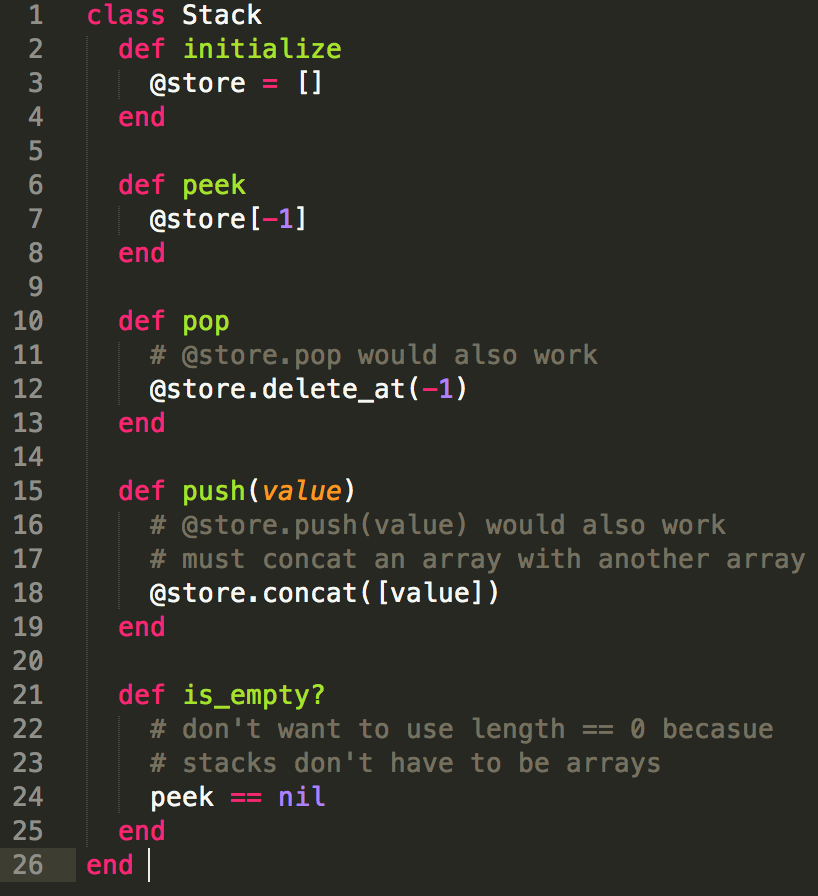 1 class Stack
2 def initialize
3 @store = []
4 end
5
6 def peek
7 @store[-1]
8 end
9
10 def pop
11 # @store.pop would also work
12 @store.delete_at(-1)
13 end
14
15 def push(value)
16 # @store.push(value) would also work
17 # must concat an array with another array
18 @store.concat([value])
19 end
20
21 def is_empty?
22 # don't want to use length == 0 becasue
23 # stacks don't have to be arrays
24 peek == nil
25 end
26 end